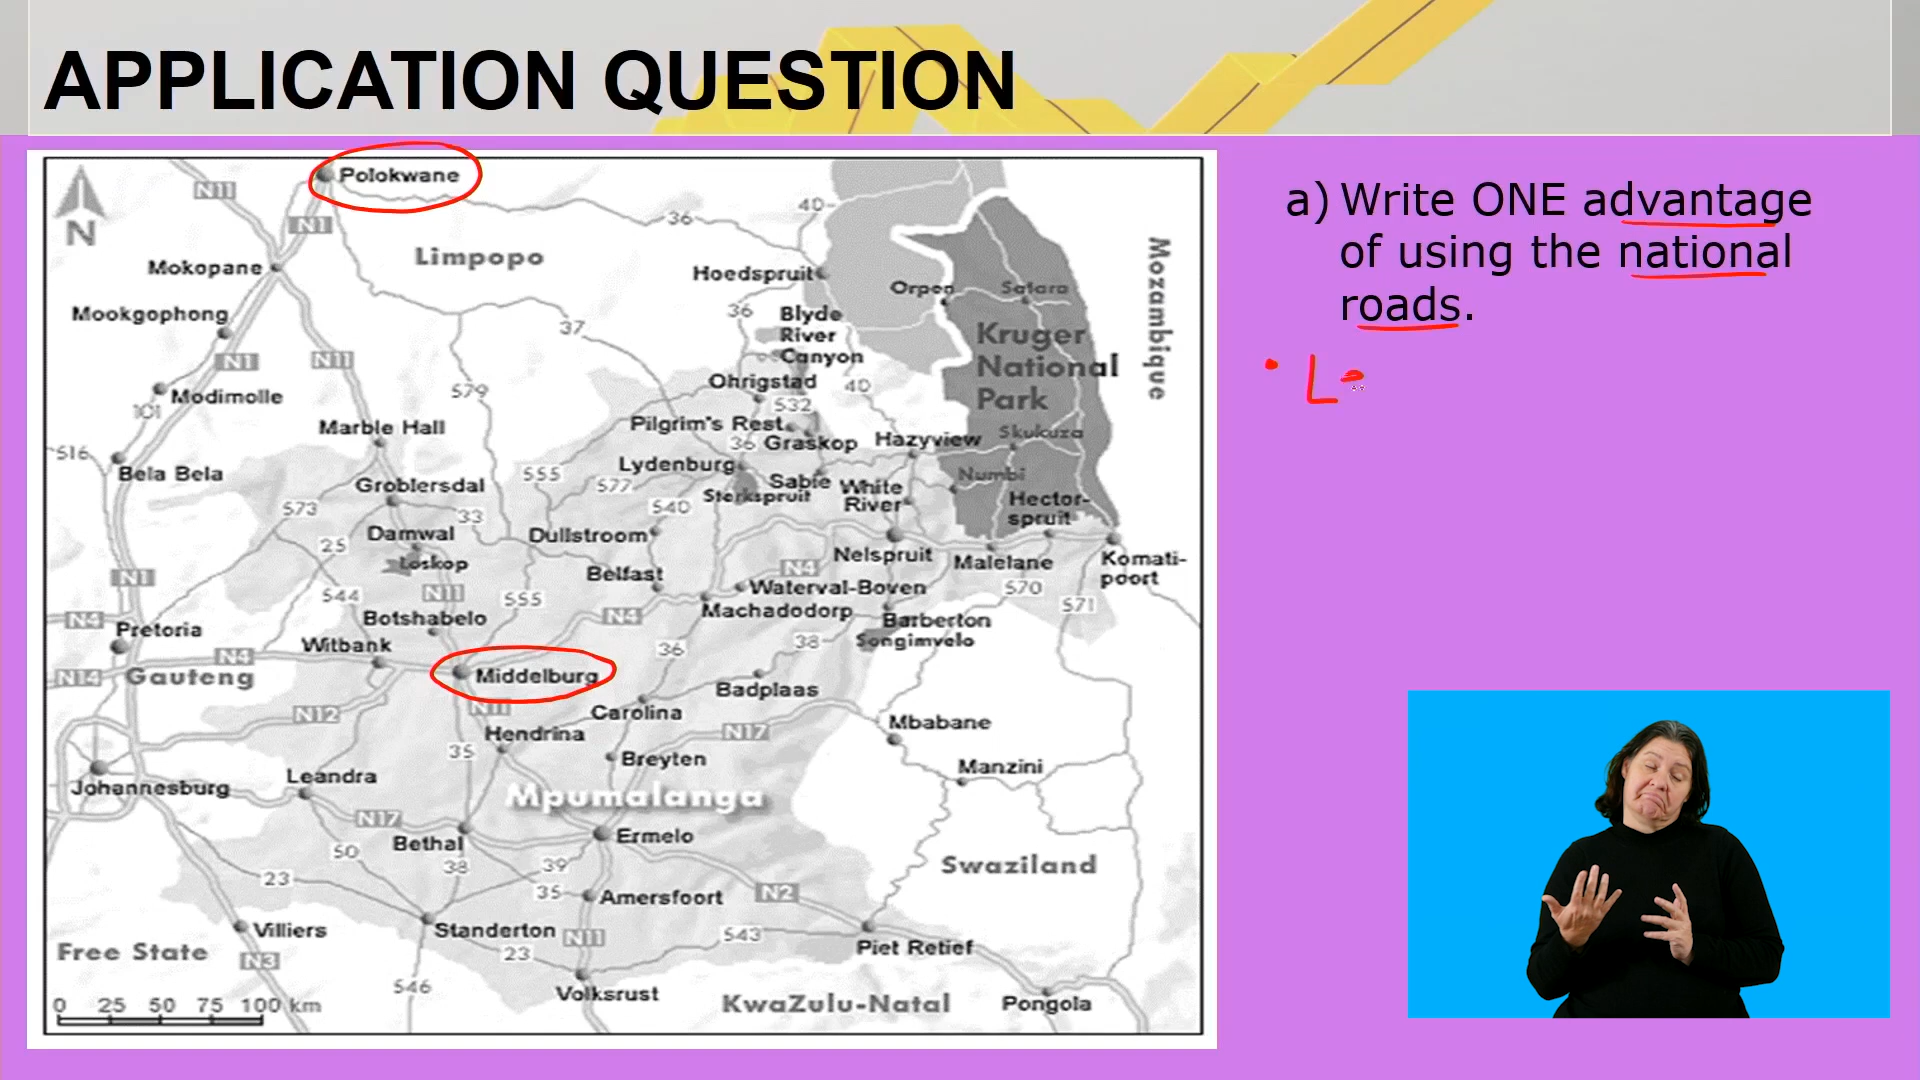 APPLICATION QUESTION
a) Write ONE advantage
of using the national
roads.
• Le
N
Polokwane
N11
N1
36
40
Limpopo
Mokopane
Hoedspruit
Mozambique
Orpen
Satara
Mookgophong
37
36
Blyde
River
Canyon
Kruger
National
Park
N1
N11
Modimolle
579
Ohrigstad
40
101
532
Marble Hall
Pilgrim's Rest
36
Graskop
Hazyview
Skukuza
516
Bela Bela
Lydenburg
Sabie
Numbi
Groblersdal
555
577
Sterkspruit
White
River
Hector-
spruit
573
33
540
Damwal
Dullstroom
25
Loskop
Nelspruit
Malelane
Komati-
poort
N1
Belfast
N4
544
N11
555
Waterval-Boven
570
571
N4
Pretoria
Botshabelo
N4
Machadodorp
Barberton
Witbank
36
38
Songimvelo
N4
N14
Gauteng
Middelburg
Badplaas
N12
N11
Carolina
Mbabane
Hendrina
N17
35
Breyten
Manzini
Johannesburg
Leandra
Mpumalanga
N17
Bethal
Ermelo
50
38
39
Swaziland
23
35
Amersfoort
N2
Villiers
Standerton
N11
543
Piet Retief
Free State
N3
23
546
Volksrust
KwaZulu-Natal
Pongola
0 25 50 75 100 km